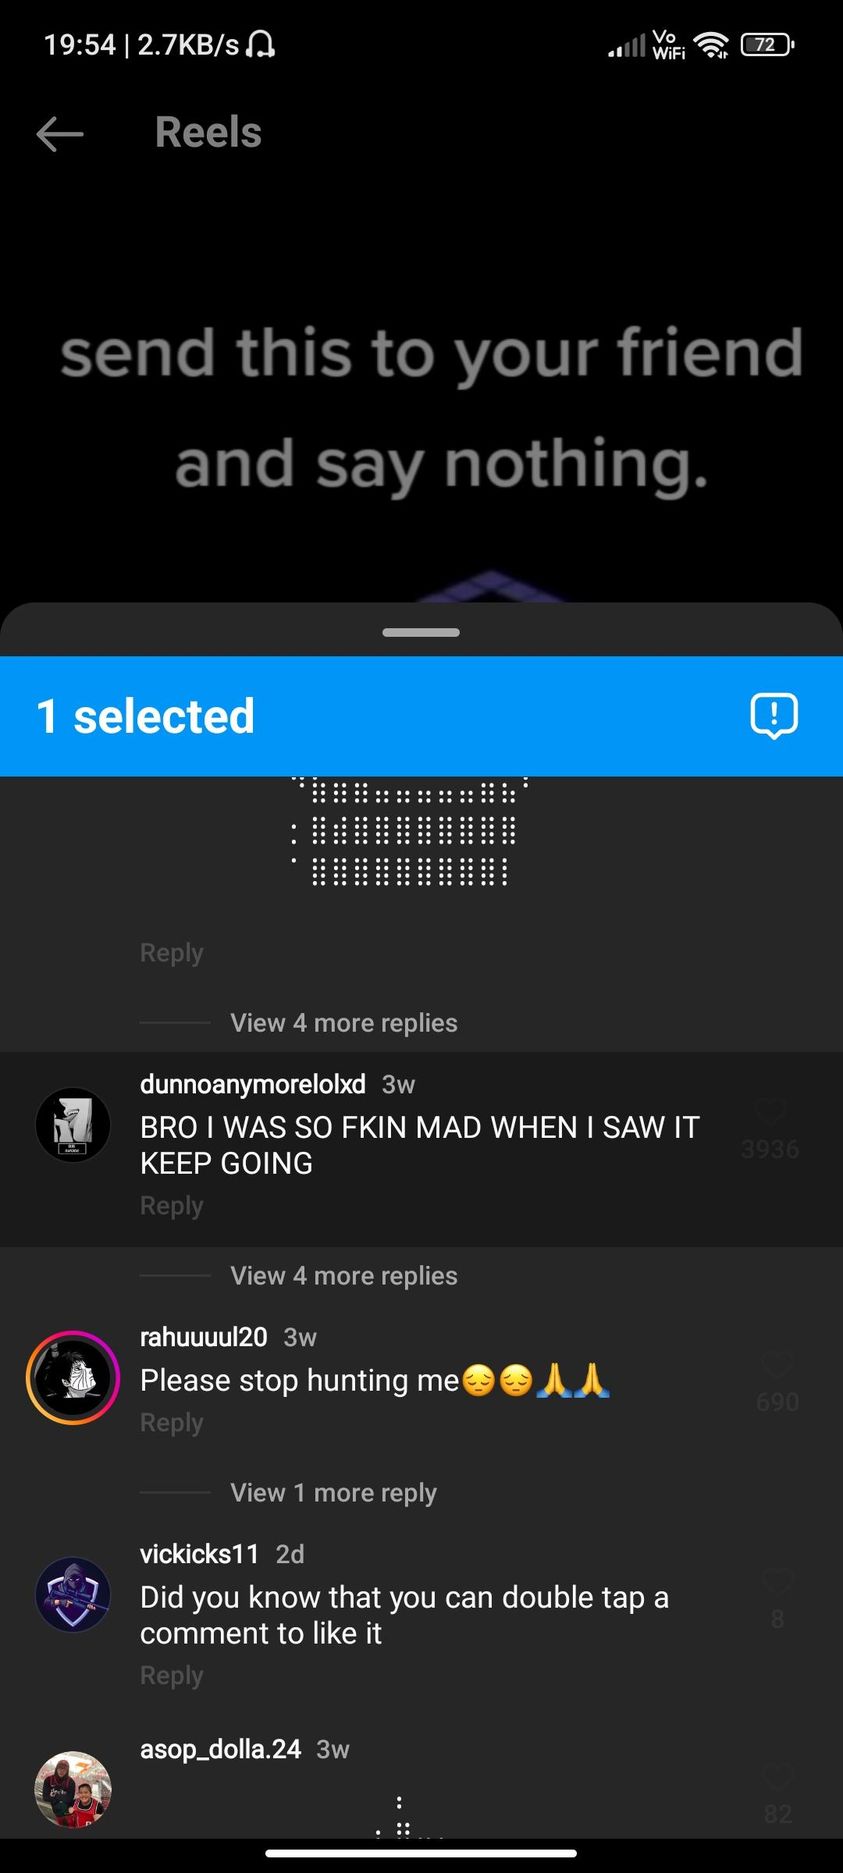 19:54 | 2.7KB/s
Vo
WiFi
72
Reels
send this to your friend
and say nothing.
1 selected
Reply
View 4 more replies
dunnoanymorelolxd 3w
BRO I WAS SO FKIN MAD WHEN I SAW IT
KEEP GOING
3936
Reply
View 4 more replies
rahuuuul20 3w
Please stop hunting me😔😔🙏🙏
690
Reply
View 1 more reply
vickicks11 2d
Did you know that you can double tap a
comment to like it
8
Reply
asop_dolla.24 3w
82